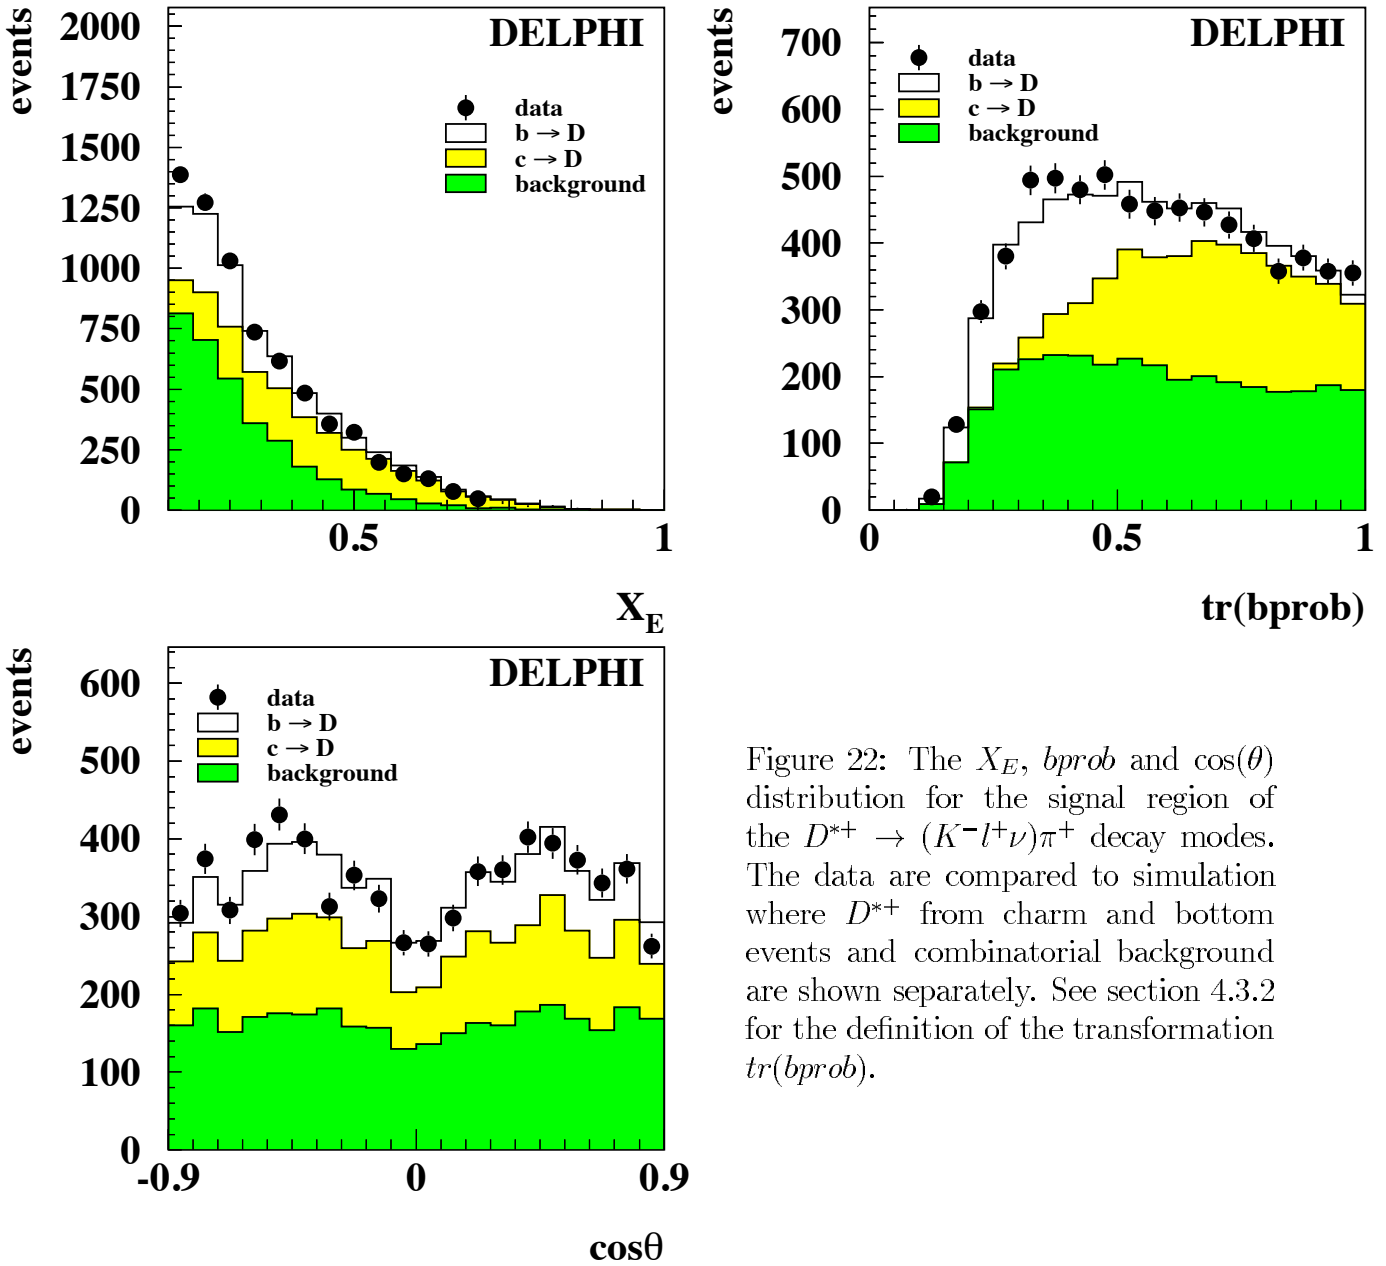 events
2000
1750
1500
1250
1000
750
500
250
0
DELPHI
data
b → D
c → D
background
0.5
1
X_E
events
700
600
500
400
300
200
100
0
DELPHI
data
b → D
c → D
background
0
0.5
1
tr(bprob)
events
600
500
400
300
200
100
0
DELPHI
data
b → D
c → D
background
-0.9
0
0.9
cosθ
Figure 22: The X_E, bprob and cos(θ)
distribution for the signal region of
the D*⁺ → (K⁻l⁺ν)π⁺ decay modes.
The data are compared to simulation
where D*⁺ from charm and bottom
events and combinatorial background
are shown separately. See section 4.3.2
for the definition of the transformation
tr(bprob).